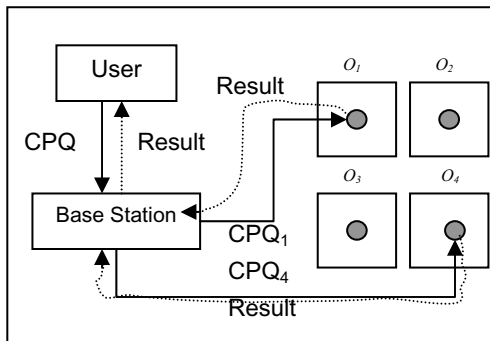 User
Result
O1
O2
CPQ
Result
O3
O4
Base Station
CPQ1
CPQ4
Result